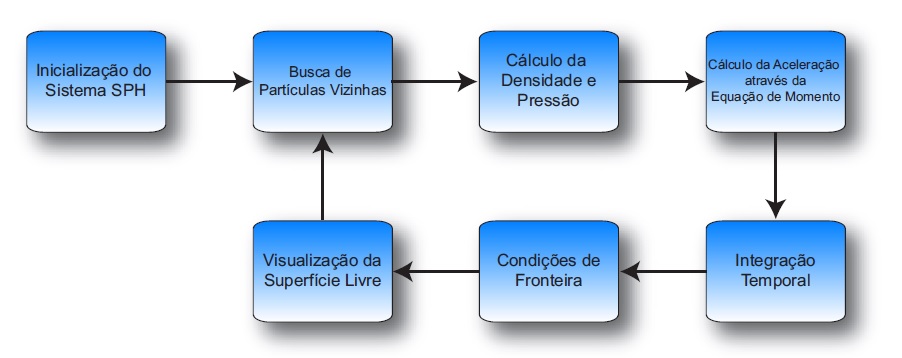 Inicialização do
Sistema SPH
Busca de
Partículas Vizinhas
Cálculo da
Densidade e
Pressão
Cálculo da Aceleração
através da
Equação de Momento
Visualização da
Superfície Livre
Condições de
Fronteira
Integração
Temporal